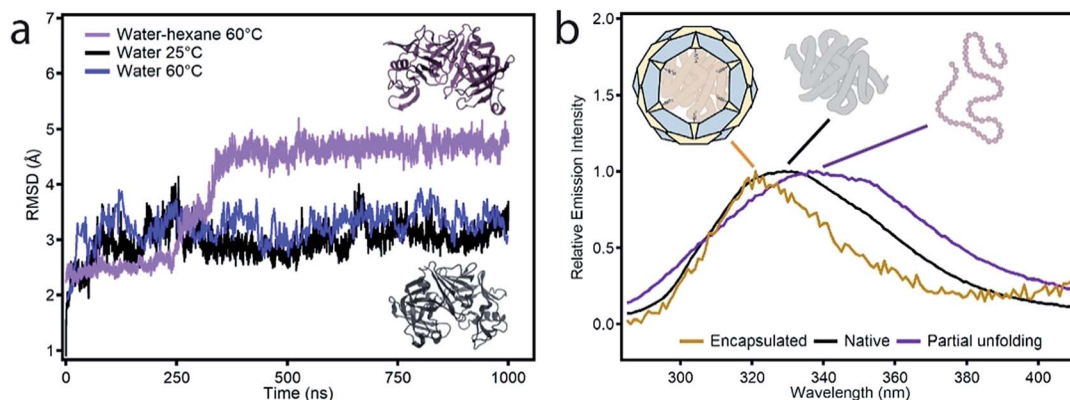 a
7
6
5
4
3
2
1
RMSD (Å)
Water-hexane 60°C
Water 25°C
Water 60°C
0
250
500
750
1000
Time (ns)
b
2.0
1.5
1.0
0.5
0.0
Relative Emission Intensity
Encapsulated
Native
Partial unfolding
300
320
340
360
380
400
Wavelength (nm)